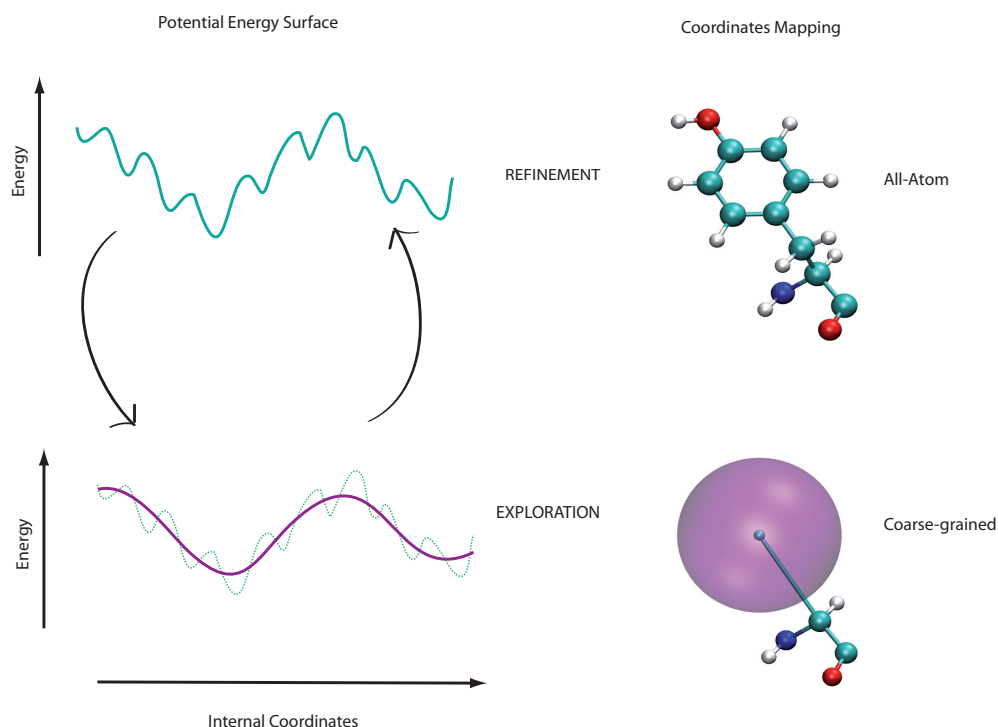 Potential Energy Surface
Coordinates Mapping
Energy
REFINEMENT
All-Atom
Energy
EXPLORATION
Coarse-grained
Internal Coordinates